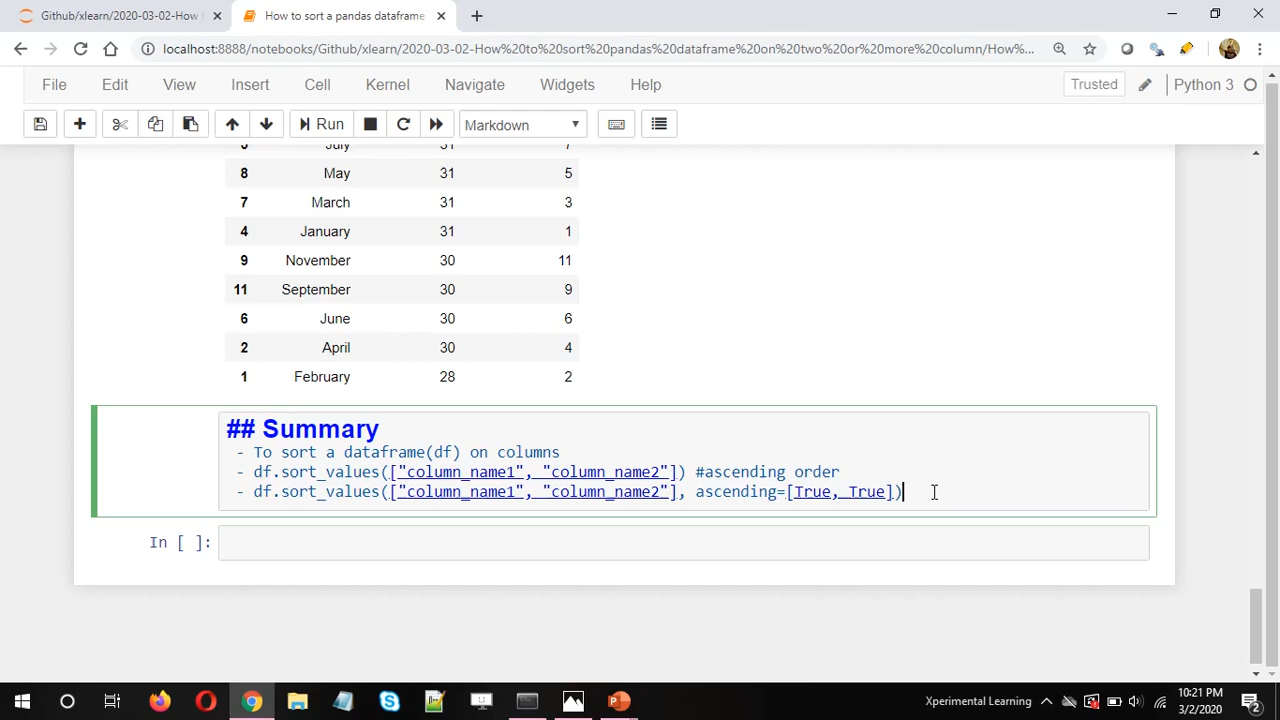 Github/xlearn/2020-03-02-How t
How to sort a pandas dataframe
localhost:8888/notebooks/Github/xlearn/2020-03-02-How%20to%20sort%20pandas%20dataframe%20on%20two%20or%20more%20column/How%...
File Edit View Insert Cell Kernel Navigate Widgets Help Trusted Python 3
Run Markdown
5 July 31 7
8 May 31 5
7 March 31 3
4 January 31 1
9 November 30 11
11 September 30 9
6 June 30 6
2 April 30 4
1 February 28 2
## Summary
- To sort a dataframe(df) on columns
- df.sort_values(["column_name1", "column_name2"]) #ascending order
- df.sort_values(["column_name1", "column_name2"], ascending=[True, True])
In [ ]:
Xperimental Learning
10:21 PM
3/2/2020
2